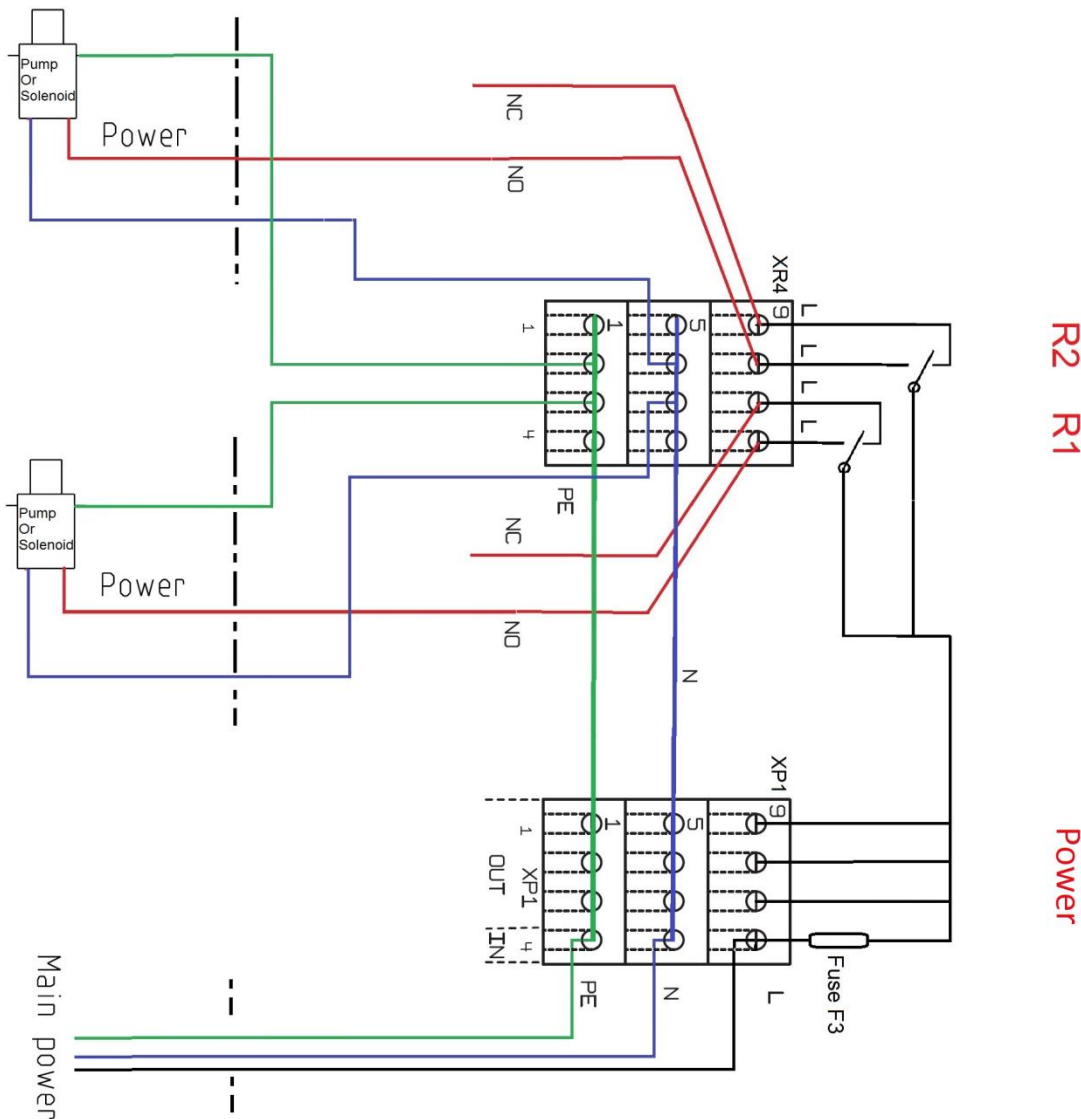 Pump
Or
Solenoid
Power
NC
NO
XR4
9
L
L
L
L
1
1
5
4
PE
R2
R1
Pump
Or
Solenoid
Power
NC
NO
N
XP1
9
1
1
5
OUT
XP1
IN
4
PE
N
L
Fuse F3
Power
Main power